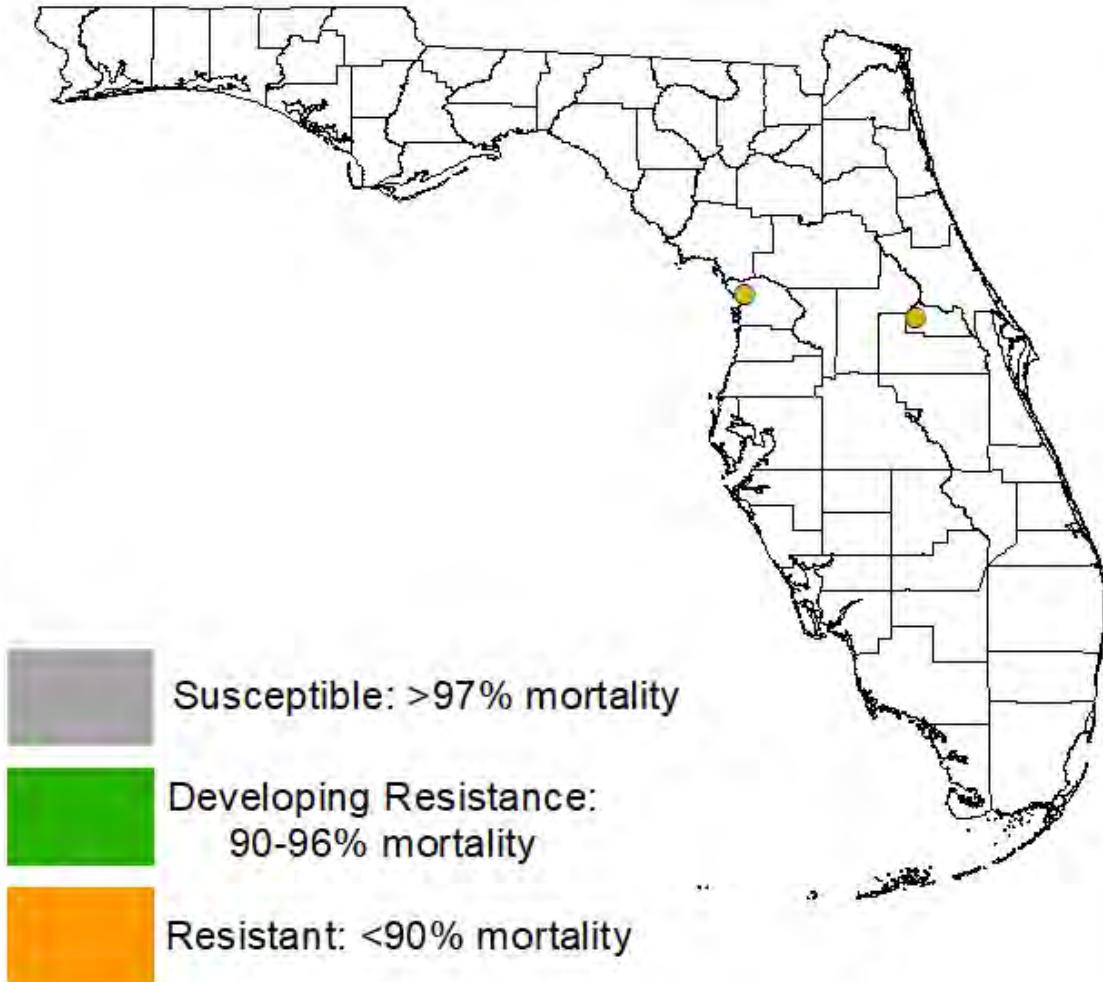 Susceptible: >97% mortality
Developing Resistance:
90-96% mortality
Resistant: <90% mortality